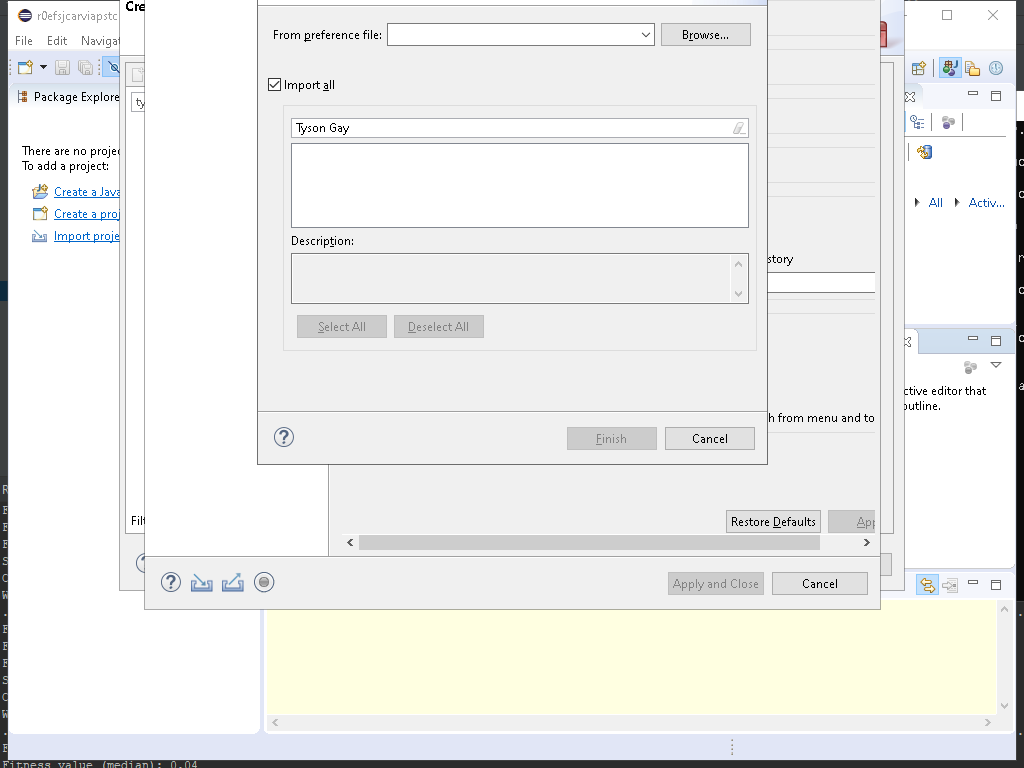 r0efsjcarviapstc
Cre
File Edit Navigat
From preference file:
Browse...
Package Explore
Import all
ty
Tyson Gay
There are no projec
To add a project:
Create a Java
Create a proj
Import proje
All
Activ...
Description:
story
Select All
Deselect All
ctive editor that
outline.
h from menu and to
Finish
Cancel
Filt
Restore Defaults
App
Apply and Close
Cancel
Fitness value (median): 0.04